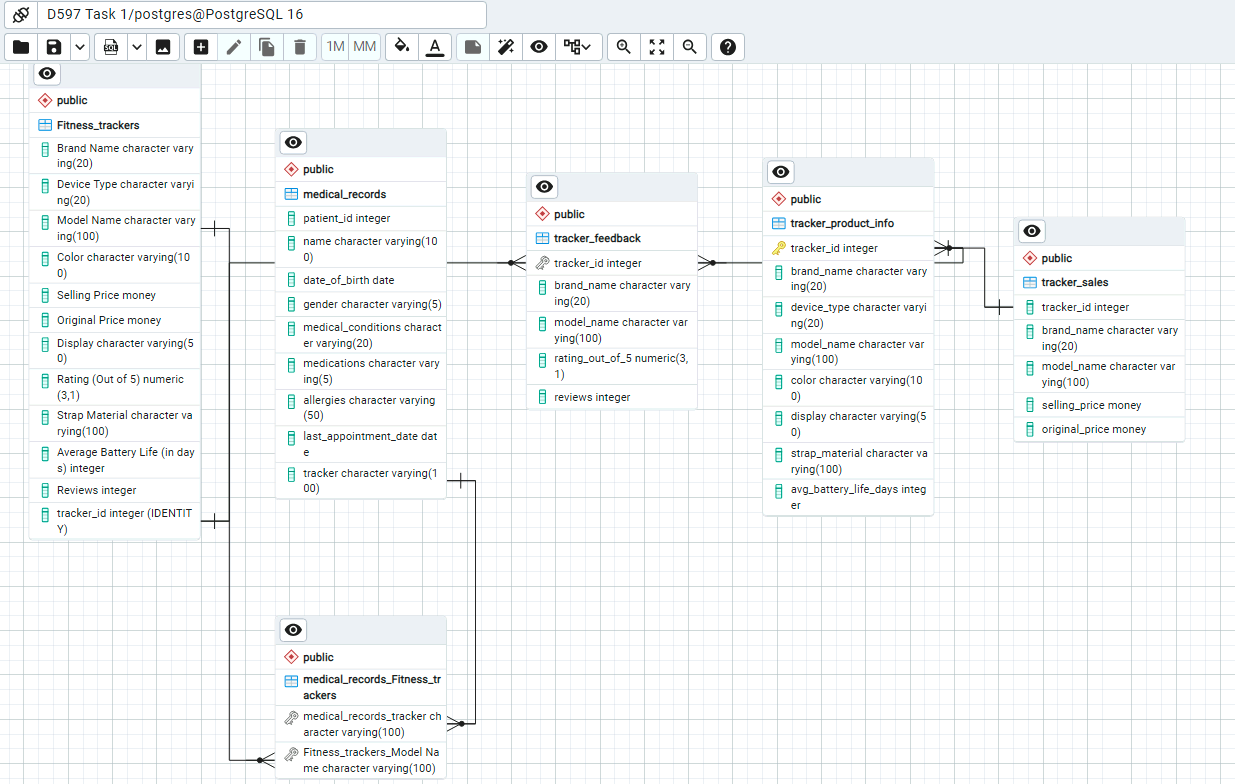 D597 Task 1/postgres@PostgreSQL 16
SQL
1M
MM
A
public
Fitness_trackers
Brand Name character vary
ing(20)
Device Type character varyi
ng(20)
Model Name character vary
ing(100)
Color character varying(10
0)
Selling Price money
Original Price money
Display character varying(5
0)
Rating (Out of 5) numeric
(3,1)
Strap Material character va
rying(100)
Average Battery Life (in day
s) integer
Reviews integer
tracker_id integer (IDENTIT
Y)
public
medical_records
patient_id integer
name character varying(10
0)
date_of_birth date
gender character varying(5)
medical_conditions charact
er varying(20)
medications character vary
ing(5)
allergies character varying
(50)
last_appointment_date dat
e
tracker character varying(1
00)
public
tracker_feedback
tracker_id integer
brand_name character vary
ing(20)
model_name character var
ying(100)
rating_out_of_5 numeric(3,
1)
reviews integer
public
tracker_product_info
tracker_id integer
brand_name character vary
ing(20)
device_type character varyi
ng(20)
model_name character var
ying(100)
color character varying(10
0)
display character varying(5
0)
strap_material character va
rying(100)
avg_battery_life_days integ
er
public
tracker_sales
tracker_id integer
brand_name character vary
ing(20)
model_name character var
ying(100)
selling_price money
original_price money
public
medical_records_Fitness_tr
ackers
medical_records_tracker ch
aracter varying(100)
Fitness_trackers_Model Na
me character varying(100)